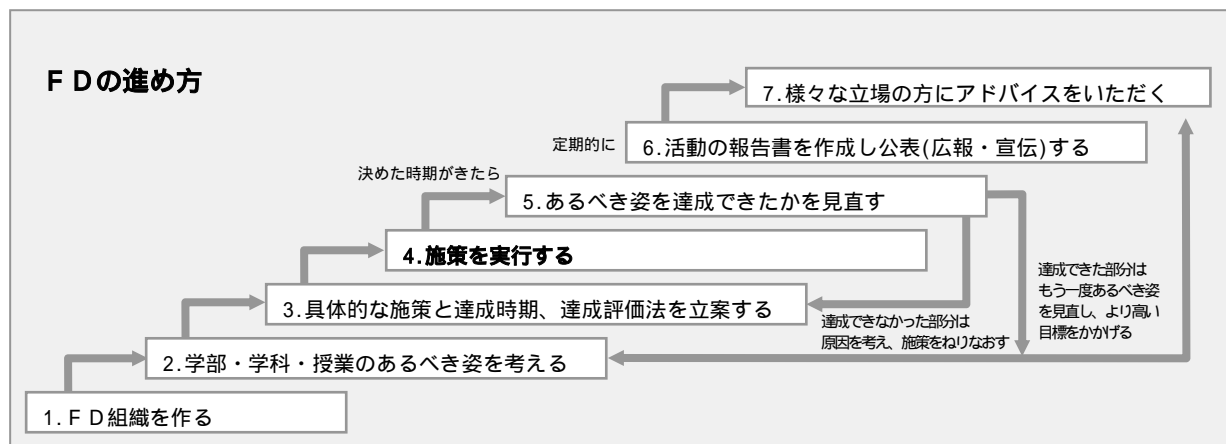 ＦＤの進め方
7.様々な立場の方にアドバイスをいただく
定期的に
6.活動の報告書を作成し公表(広報・宣伝)する
決めた時期がきたら
5.あるべき姿を達成できたかを見直す
4.施策を実行する
達成できた部分は
もう一度あるべき姿
を見直し、より高い
目標をかかげる
3.具体的な施策と達成時期、達成評価法を立案する
達成できなかった部分は
原因を考え、施策をねりなおす
2.学部・学科・授業のあるべき姿を考える
1.ＦＤ組織を作る